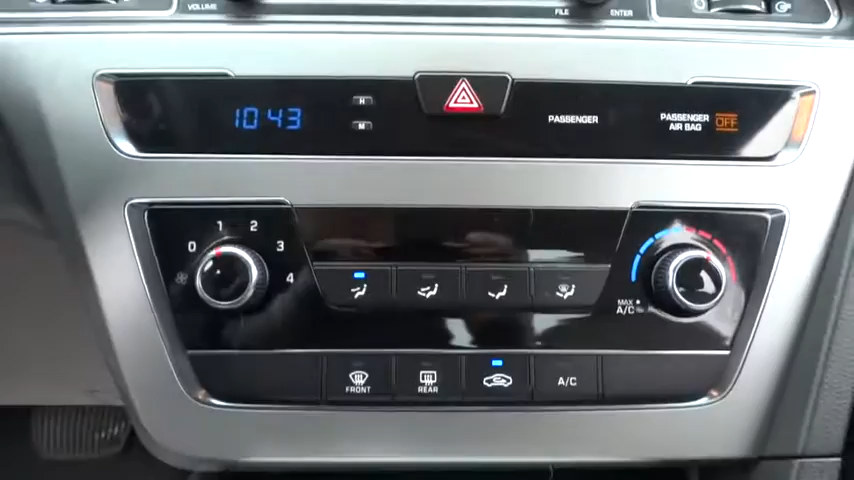 VOLUME
FILE
ENTER
10:43
H
M
PASSENGER
PASSENGER
AIR BAG
OFF
0 1 2 3 4
MAX
A/C
FRONT
REAR
A/C